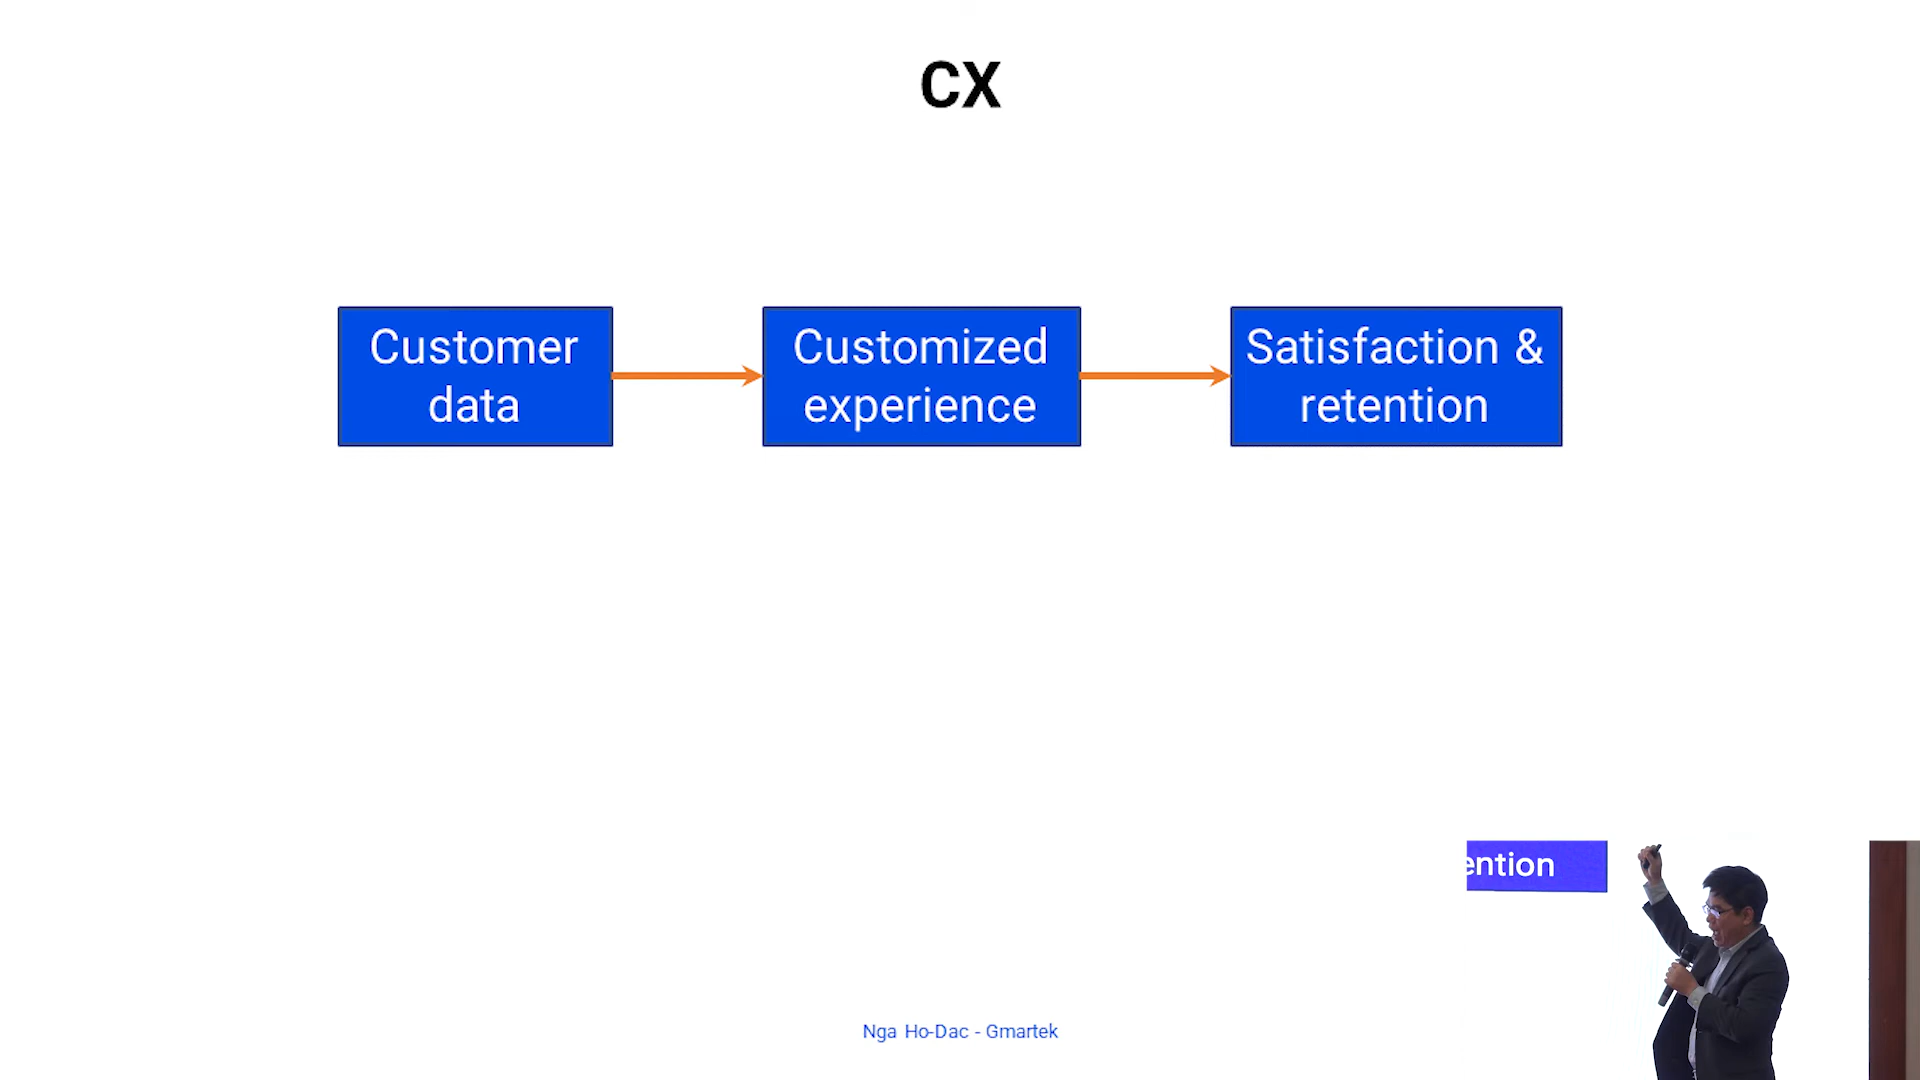 CX
Customer
data
Customized
experience
Satisfaction &
retention
ention
Nga Ho-Dac - Gmartek